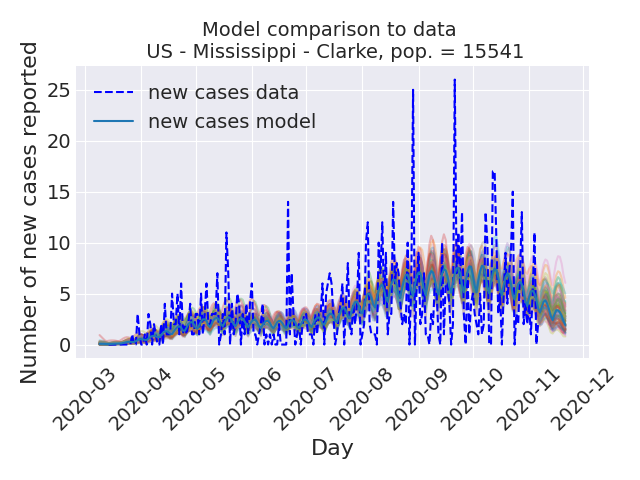 Model comparison to data
US - Mississippi - Clarke, pop. = 15541
Number of new cases reported
25
20
15
10
5
0
new cases data
new cases model
2020-03
2020-04
2020-05
2020-06
2020-07
2020-08
2020-09
2020-10
2020-11
2020-12
Day